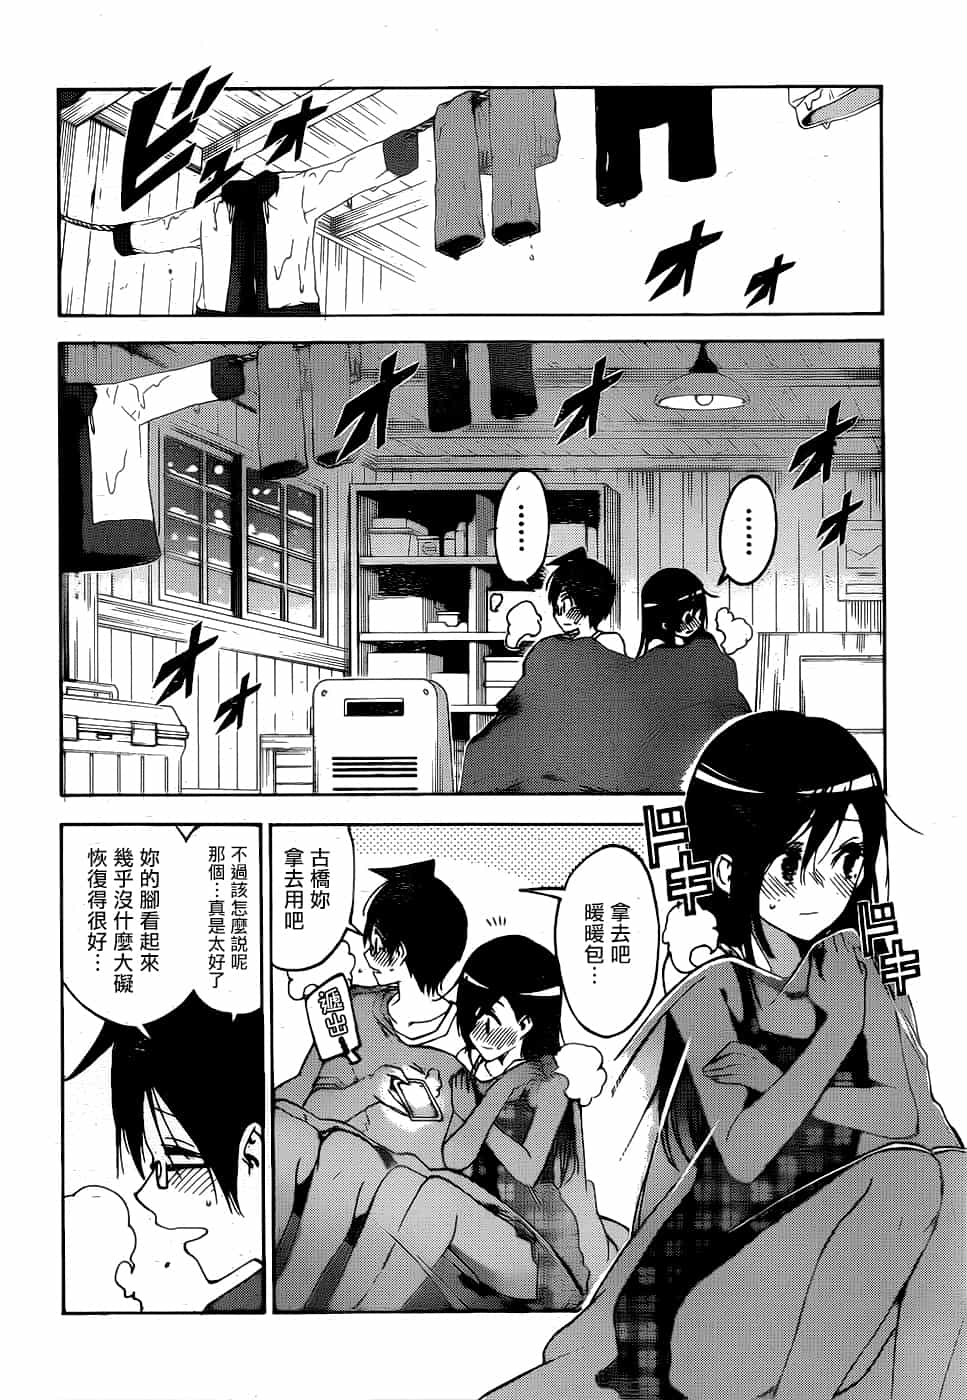 ビュオ
オオ
オオ
オオ
オオ
⋯⋯
⋯⋯
ドキ
ドキ
拿去吧
暖暖包…
遞出
古橋妳
拿去用吧
不過該怎麼説呢
那個…真是太好了
妳的腳看起來
幾乎沒什麼大礙
恢復得很好…